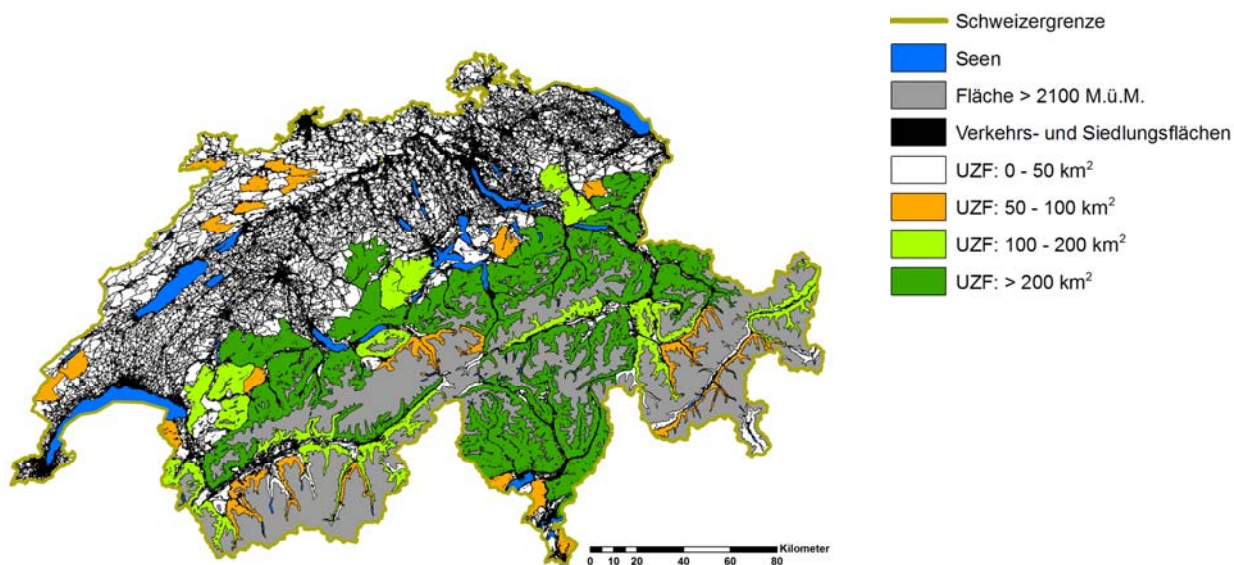 Schweizergrenze
Seen
Fläche > 2100 M.ü.M.
Verkehrs- und Siedlungsflächen
UZF: 0 - 50 km²
UZF: 50 - 100 km²
UZF: 100 - 200 km²
UZF: > 200 km²
Kilometer
0 5 10 20 40 60 80